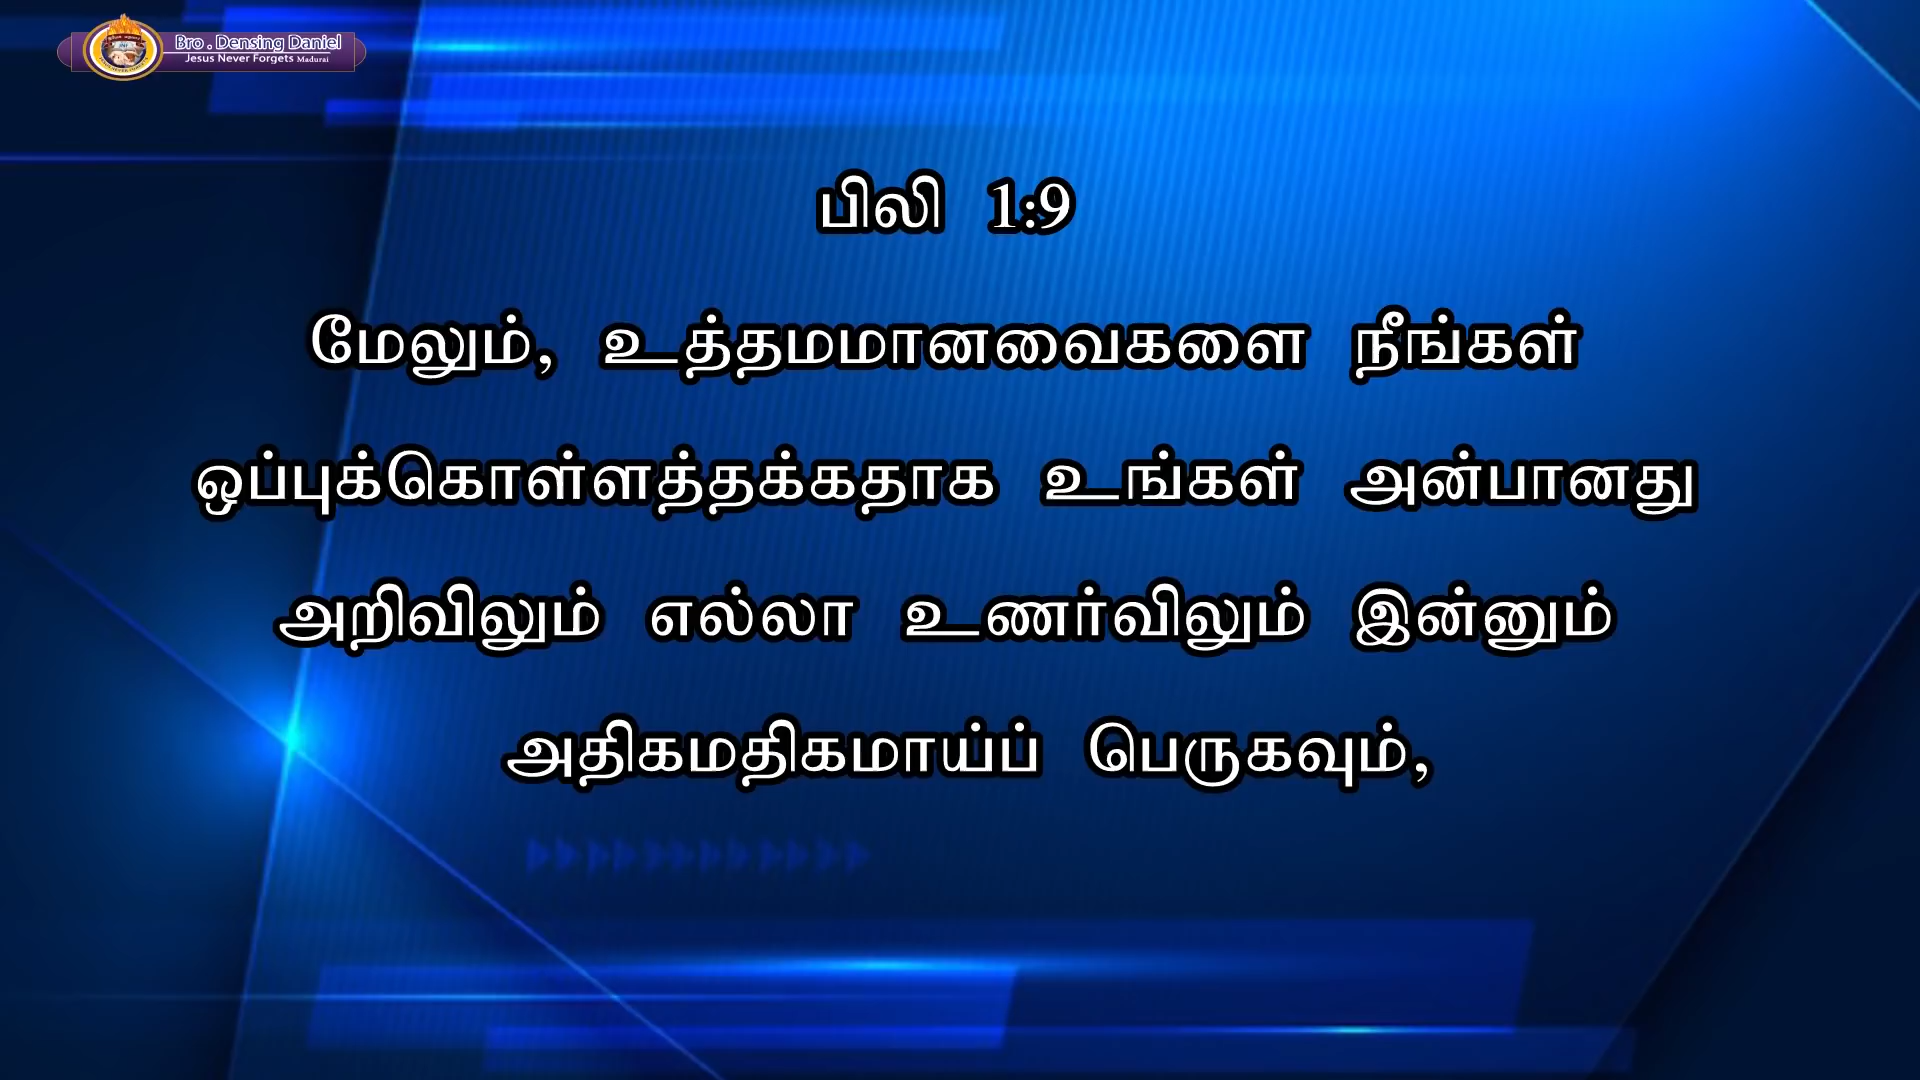 Bro . Densing Daniel
Jesus Never Forgets Madurai
பிலி 1:9
மேலும், உத்தமமானவைகளை நீங்கள்
ஒப்புக்கொள்ளத்தக்கதாக உங்கள் அன்பானது
அறிவிலும் எல்லா உணர்விலும் இன்னும்
அதிகமதிகமாய்ப் பெருகவும்,